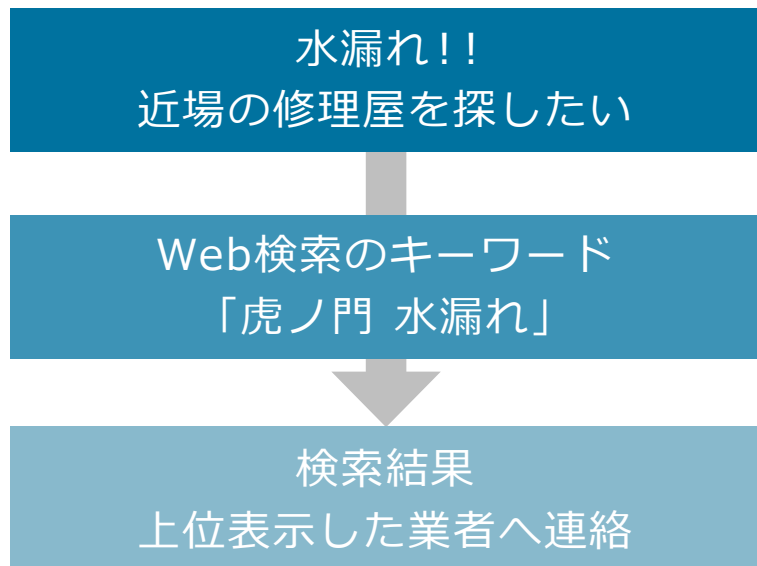 水漏れ!!
近場の修理屋を探したい
Web検索のキーワード
「虎ノ門 水漏れ」
検索結果
上位表示した業者へ連絡